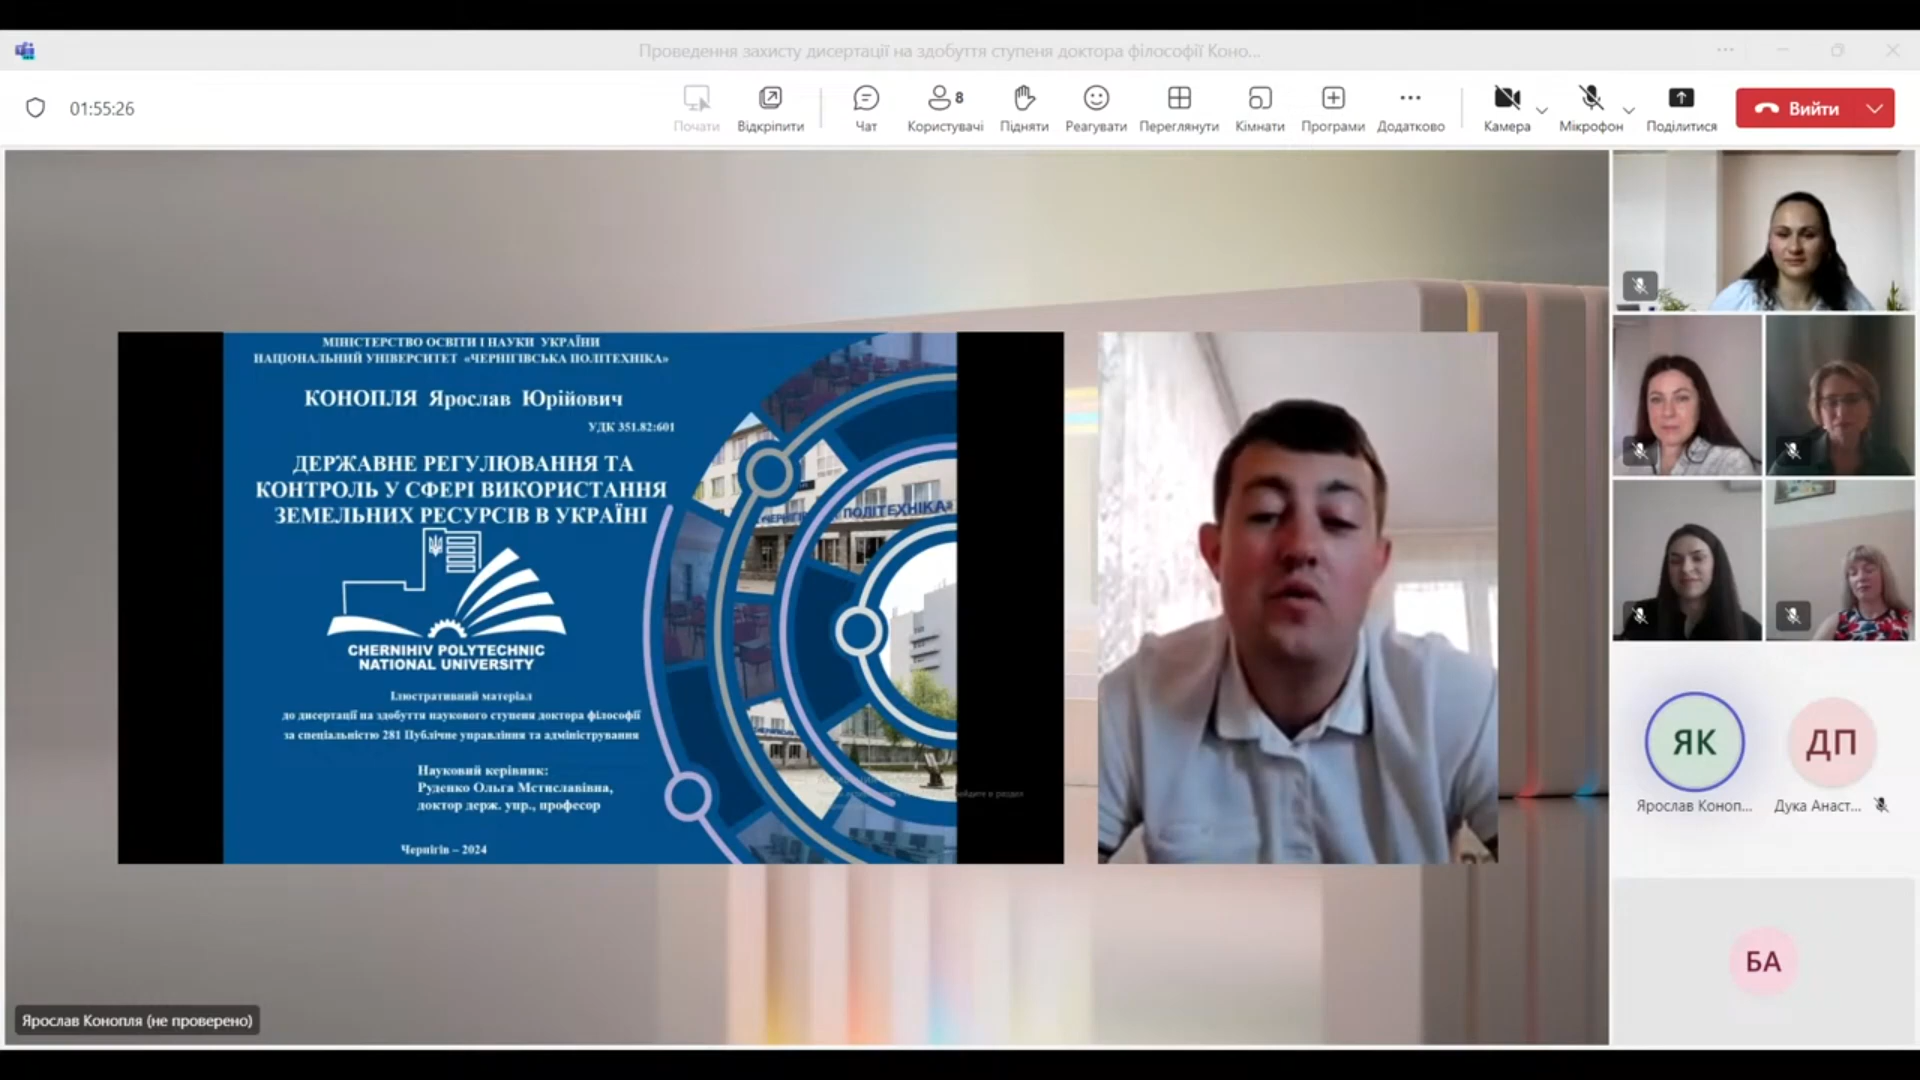 Проведення захисту дисертації на здобуття ступеня доктора філософії Коно...
01:55:26
8
Почати
Відкріпити
Чат
Користувачі
Підняти
Реагувати
Переглянути
Кімнати
Програми
Додатково
Камера
Мікрофон
Поділитися
Вийти
МІНІСТЕРСТВО ОСВІТИ І НАУКИ УКРАЇНИ
НАЦІОНАЛЬНИЙ УНІВЕРСИТЕТ «ЧЕРНІГІВСЬКА ПОЛІТЕХНІКА»
КОНОПЛЯ Ярослав Юрійович
УДК 351.82:601
ДЕРЖАВНЕ РЕГУЛЮВАННЯ ТА
КОНТРОЛЬ У СФЕРІ ВИКОРИСТАННЯ
ЗЕМЕЛЬНИХ РЕСУРСІВ В УКРАЇНІ
CHERNIHIV POLYTECHNIC
NATIONAL UNIVERSITY
Ілюстративний матеріал
до дисертації на здобуття наукового ступеня доктора філософії
за спеціальністю 281 Публічне управління та адміністрування
Науковий керівник:
Руденко Ольга Мстиславівна,
доктор держ. упр., професор
Чернігів – 2024
ПОЛІТЕХНІКА»
ЯК
Ярослав Коноп...
ДП
Дука Анаст...
БА
Ярослав Конопля (не проверено)